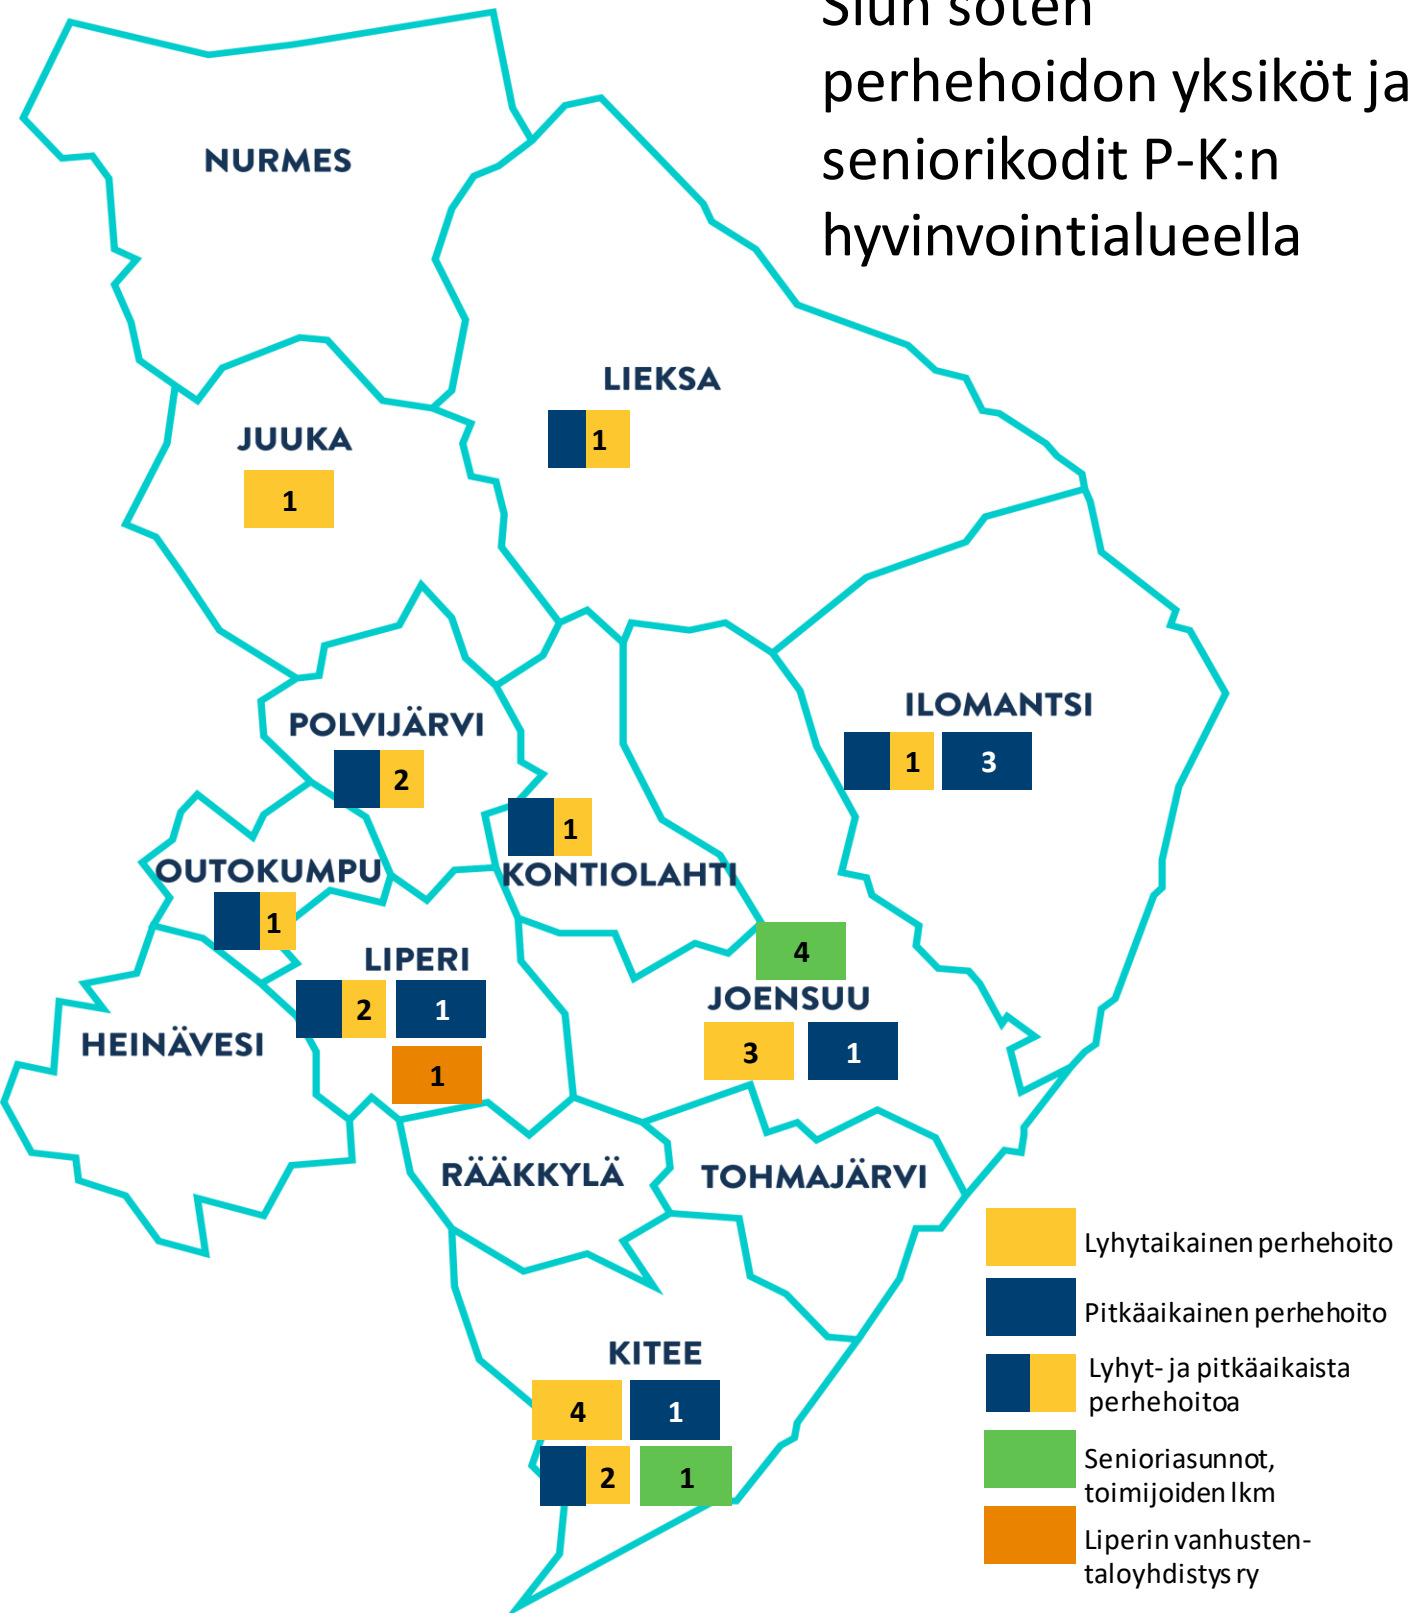 Siun soten
perhehoidon yksiköt ja
seniorikodit P-K:n
hyvinvointialueella
NURMES
LIEKSA
1
JUUKA
1
ILOMANTSI
1 3
POLVIJÄRVI
2
1
KONTIOLAHTI
OUTOKUMPU
1
4
JOENSUU
3 1
LIPERI
2 1
1
HEINÄVESI
RÄÄKKYLÄ
TOHMAJÄRVI
KITEE
4 1
2 1
Lyhytaikainen perhehoito
Pitkäaikainen perhehoito
Lyhyt- ja pitkäaikaista
perhehoitoa
Senioriasunnot,
toimijoiden lkm
Liperin vanhusten-
taloyhdistys ry